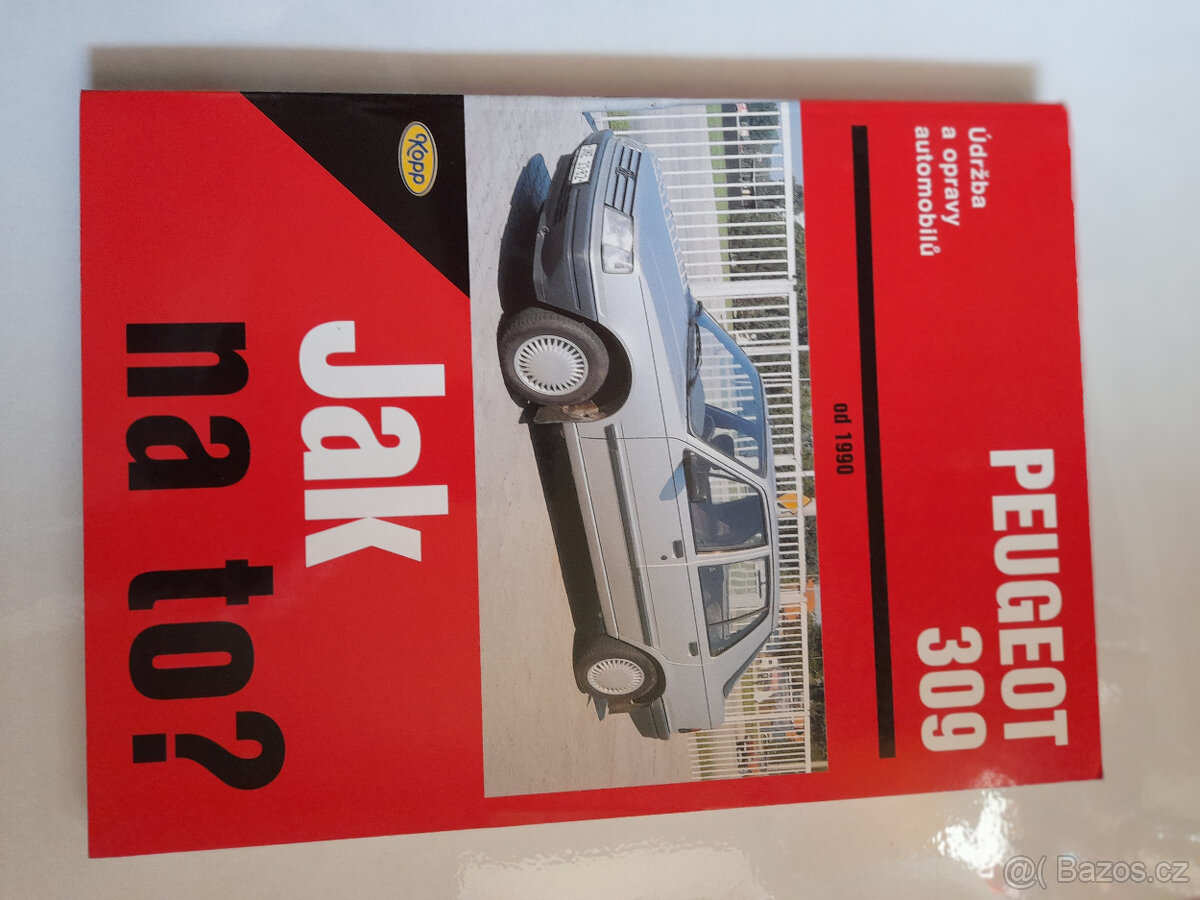 Údržba
a opravy
automobilů
PEUGEOT
309
od 1990
Jak
na to?
Kopp
@( Bazos.cz